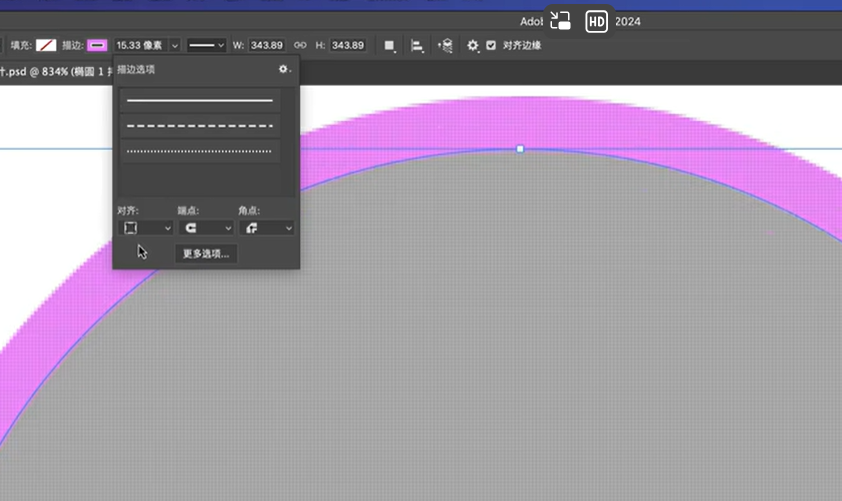 Adob HD 2024
填充: 描边: 15.33 像素 W: 343.89 H: 343.89 对齐边缘
.psd @ 834% (椭圆 1
描边选项
对齐: 端点: 角点:
更多选项...